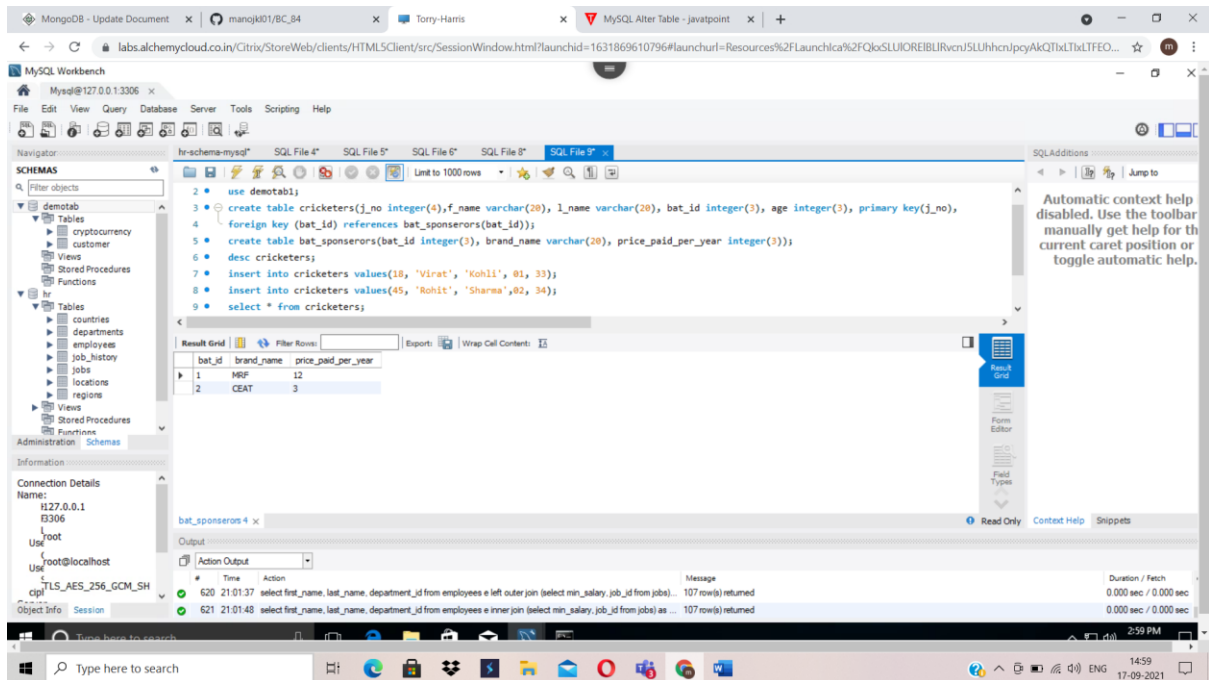 MongoDB - Update Document
manojkl01/BC_84
Torry-Harris
MySQL Alter Table - javatpoint
labs.alchemycloud.co.in/Citrix/StoreWeb/clients/HTML5Client/src/SessionWindow.html?launchid=1631869610796#launchurl=Resources%2FLaunchIca%2F
m
MySQL Workbench
Mysql@127.0.0.1:3306
File Edit View Query Database Server Tools Scripting Help
Navigator
hr-schema-mysql* SQL File 4* SQL File 5* SQL File 6* SQL File 8* SQL File 9*
SQLAdditions
SCHEMAS
Limit to 1000 rows
Jump to
Filter objects
demotab
Tables
cryptocurrency
customer
Views
Stored Procedures
Functions
hr
Tables
countries
departments
employees
job_history
jobs
locations
regions
Views
Stored Procedures
Functions
Administration Schemas
2 use demotab1;
3 create table cricketers(j_no integer(4),f_name varchar(20), l_name varchar(20), bat_id integer(3), age integer(3), primary key(j_no),
4 foreign key (bat_id) references bat_sponserors(bat_id));
5 create table bat_sponserors(bat_id integer(3), brand_name varchar(20), price_paid_per_year integer(3));
6 desc cricketers;
7 insert into cricketers values(18, 'Virat', 'Kohli', 01, 33);
8 insert into cricketers values(45, 'Rohit', 'Sharma',02, 34);
9 select * from cricketers;
Automatic context help
disabled. Use the toolbar
manually get help for th
current caret position or
toggle automatic help.
Result Grid Filter Rows: Export: Wrap Cell Content:
bat_id brand_name price_paid_per_year
1 MRF 12
2 CEAT 3
Result
Grid
Form
Editor
Field
Types
Information
Connection Details
Name:
127.0.0.1
3306
root
Use
root@localhost
Use
TLS_AES_256_GCM_SH
cipl
Object Info Session
bat_sponserors 4
Read Only
Context Help Snippets
Output
Action Output
# Time Action Message Duration / Fetch
620 21:01:37 select first_name, last_name, department_id from employees e left outer join (select min_salary, job_id from jobs)... 107 row(s) returned 0.000 sec / 0.000 sec
621 21:01:48 select first_name, last_name, department_id from employees e inner join (select min_salary, job_id from jobs) as ... 107 row(s) returned 0.000 sec / 0.000 sec
Type here to search
2:59 PM
Type here to search
ENG
14:59
17-09-2021